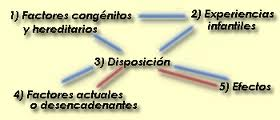 1) Factores congénitos
y hereditarios
2) Experiencias
infantiles
3) Disposición
4) Factores actuales
o desencadenantes
5) Efectos